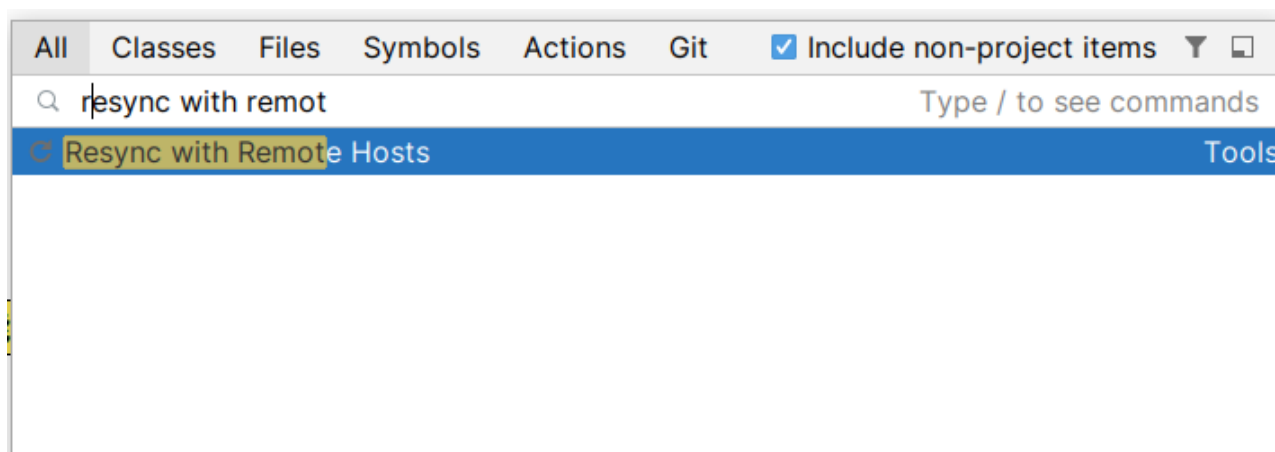 All Classes Files Symbols Actions Git Include non-project items
resync with remot Type / to see commands
Resync with Remote Hosts Tools